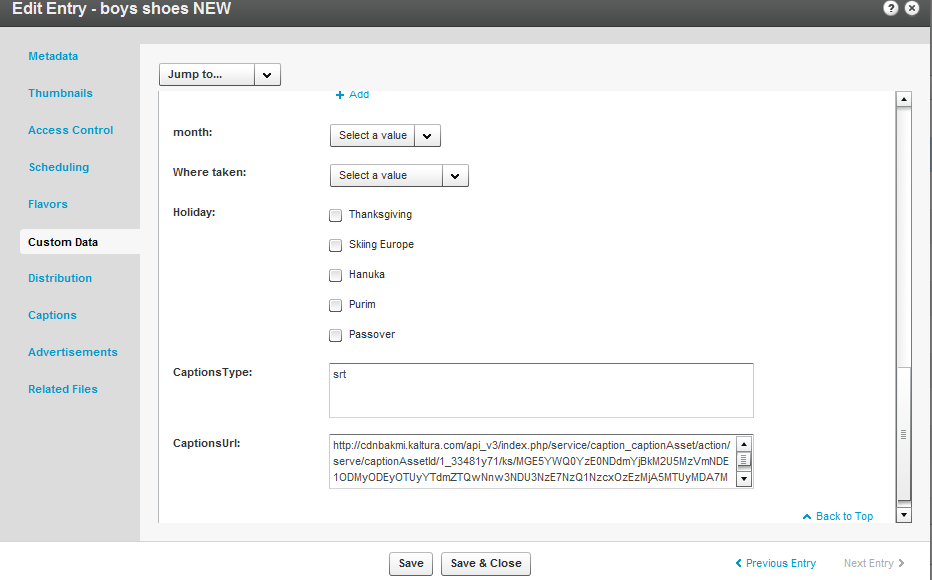 Edit Entry - boys shoes NEW
?
Metadata
Thumbnails
Access Control
Scheduling
Flavors
Custom Data
Distribution
Captions
Advertisements
Related Files
Jump to...
+ Add
month:
Select a value
Where taken:
Select a value
Holiday:
Thanksgiving
Skiing Europe
Hanuka
Purim
Passover
CaptionsType:
srt
CaptionsUrl:
http://cdnbakmi.kaltura.com/api_v3/index.php/service/caption_captionAsset/action/
serve/captionAssetId/1_33481y71/ks/MGE5YWQ0YzE0NDdmYjBkM2U5MzVmNDE
1ODMyODEyOTUyYTdmZTQwNnw3NDU3NzE7NzQ1NzcxOzEzMjA5MTUyMDA7M
Back to Top
Save
Save & Close
Previous Entry
Next Entry